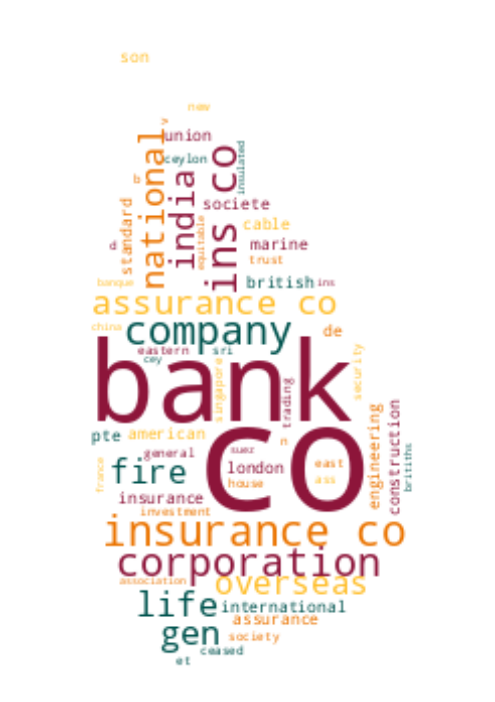 son
new
v
union
national
ins co
insulated
ceylon
india
br
societe
standard
equitable
cable
d
marine
trust
banque
british
ins
assurance co
china
company
de
eastern
sri
cey
bank
singapore
security
trading
engineering
construction
pte
american
co
n
britiths
general
suez
france
fire
london
east
house
ass
insurance
investment
insurance co
corporation
association
overseas
life
international
assurance
gen
society
ceased
et